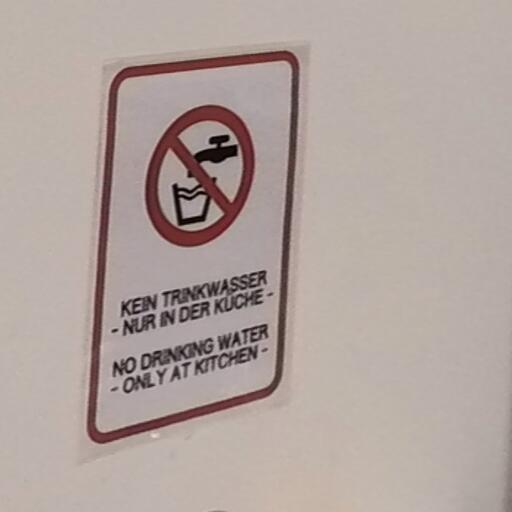 KEIN TRINKWASSER
- NUR IN DER KÜCHE -
NO DRINKING WATER
- ONLY AT KITCHEN -